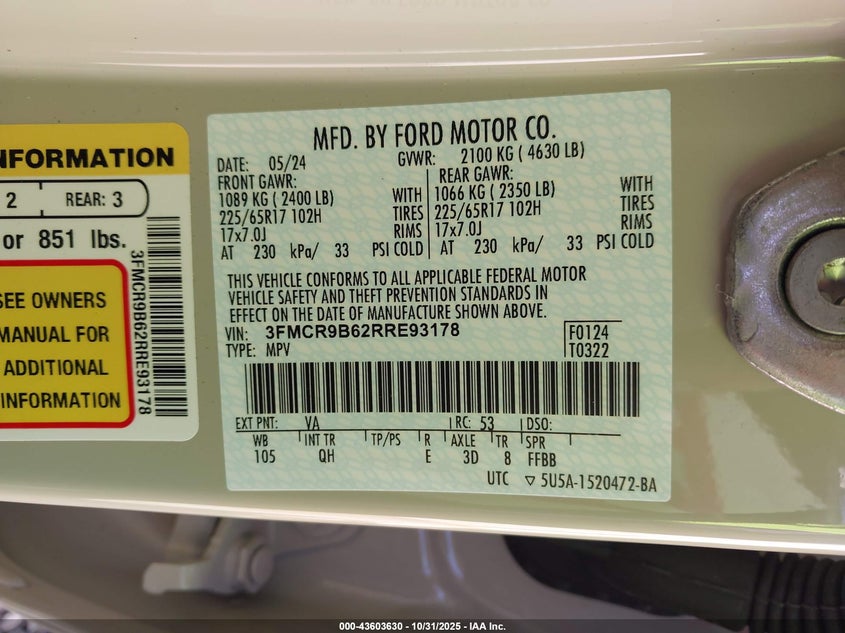 NFORMATION
2 REAR: 3
or 851 lbs.
SEE OWNERS
MANUAL FOR
ADDITIONAL
INFORMATION
3FMCR9B62RRE93178
MFD. BY FORD MOTOR CO.
DATE: 05/24 GVWR: 2100 KG ( 4630 LB)
FRONT GAWR: REAR GAWR:
1089 KG ( 2400 LB) WITH 1066 KG ( 2350 LB) WITH
225/65R17 102H TIRES 225/65R17 102H TIRES
17x7.0J RIMS 17x7.0J RIMS
AT 230 kPa/ 33 PSI COLD AT 230 kPa/ 33 PSI COLD
THIS VEHICLE CONFORMS TO ALL APPLICABLE FEDERAL MOTOR
VEHICLE SAFETY AND THEFT PREVENTION STANDARDS IN
EFFECT ON THE DATE OF MANUFACTURE SHOWN ABOVE.
VIN: 3FMCR9B62RRE93178 F0124
TYPE: MPV T0322
EXT PNT: VA RC: 53 DSO:
WB INT TR TP/PS R AXLE TR SPR
105 QH E 3D 8 FFBB
UTC ▽ 5U5A-1520472-BA
000-43603630 - 10/31/2025 - IAA Inc.